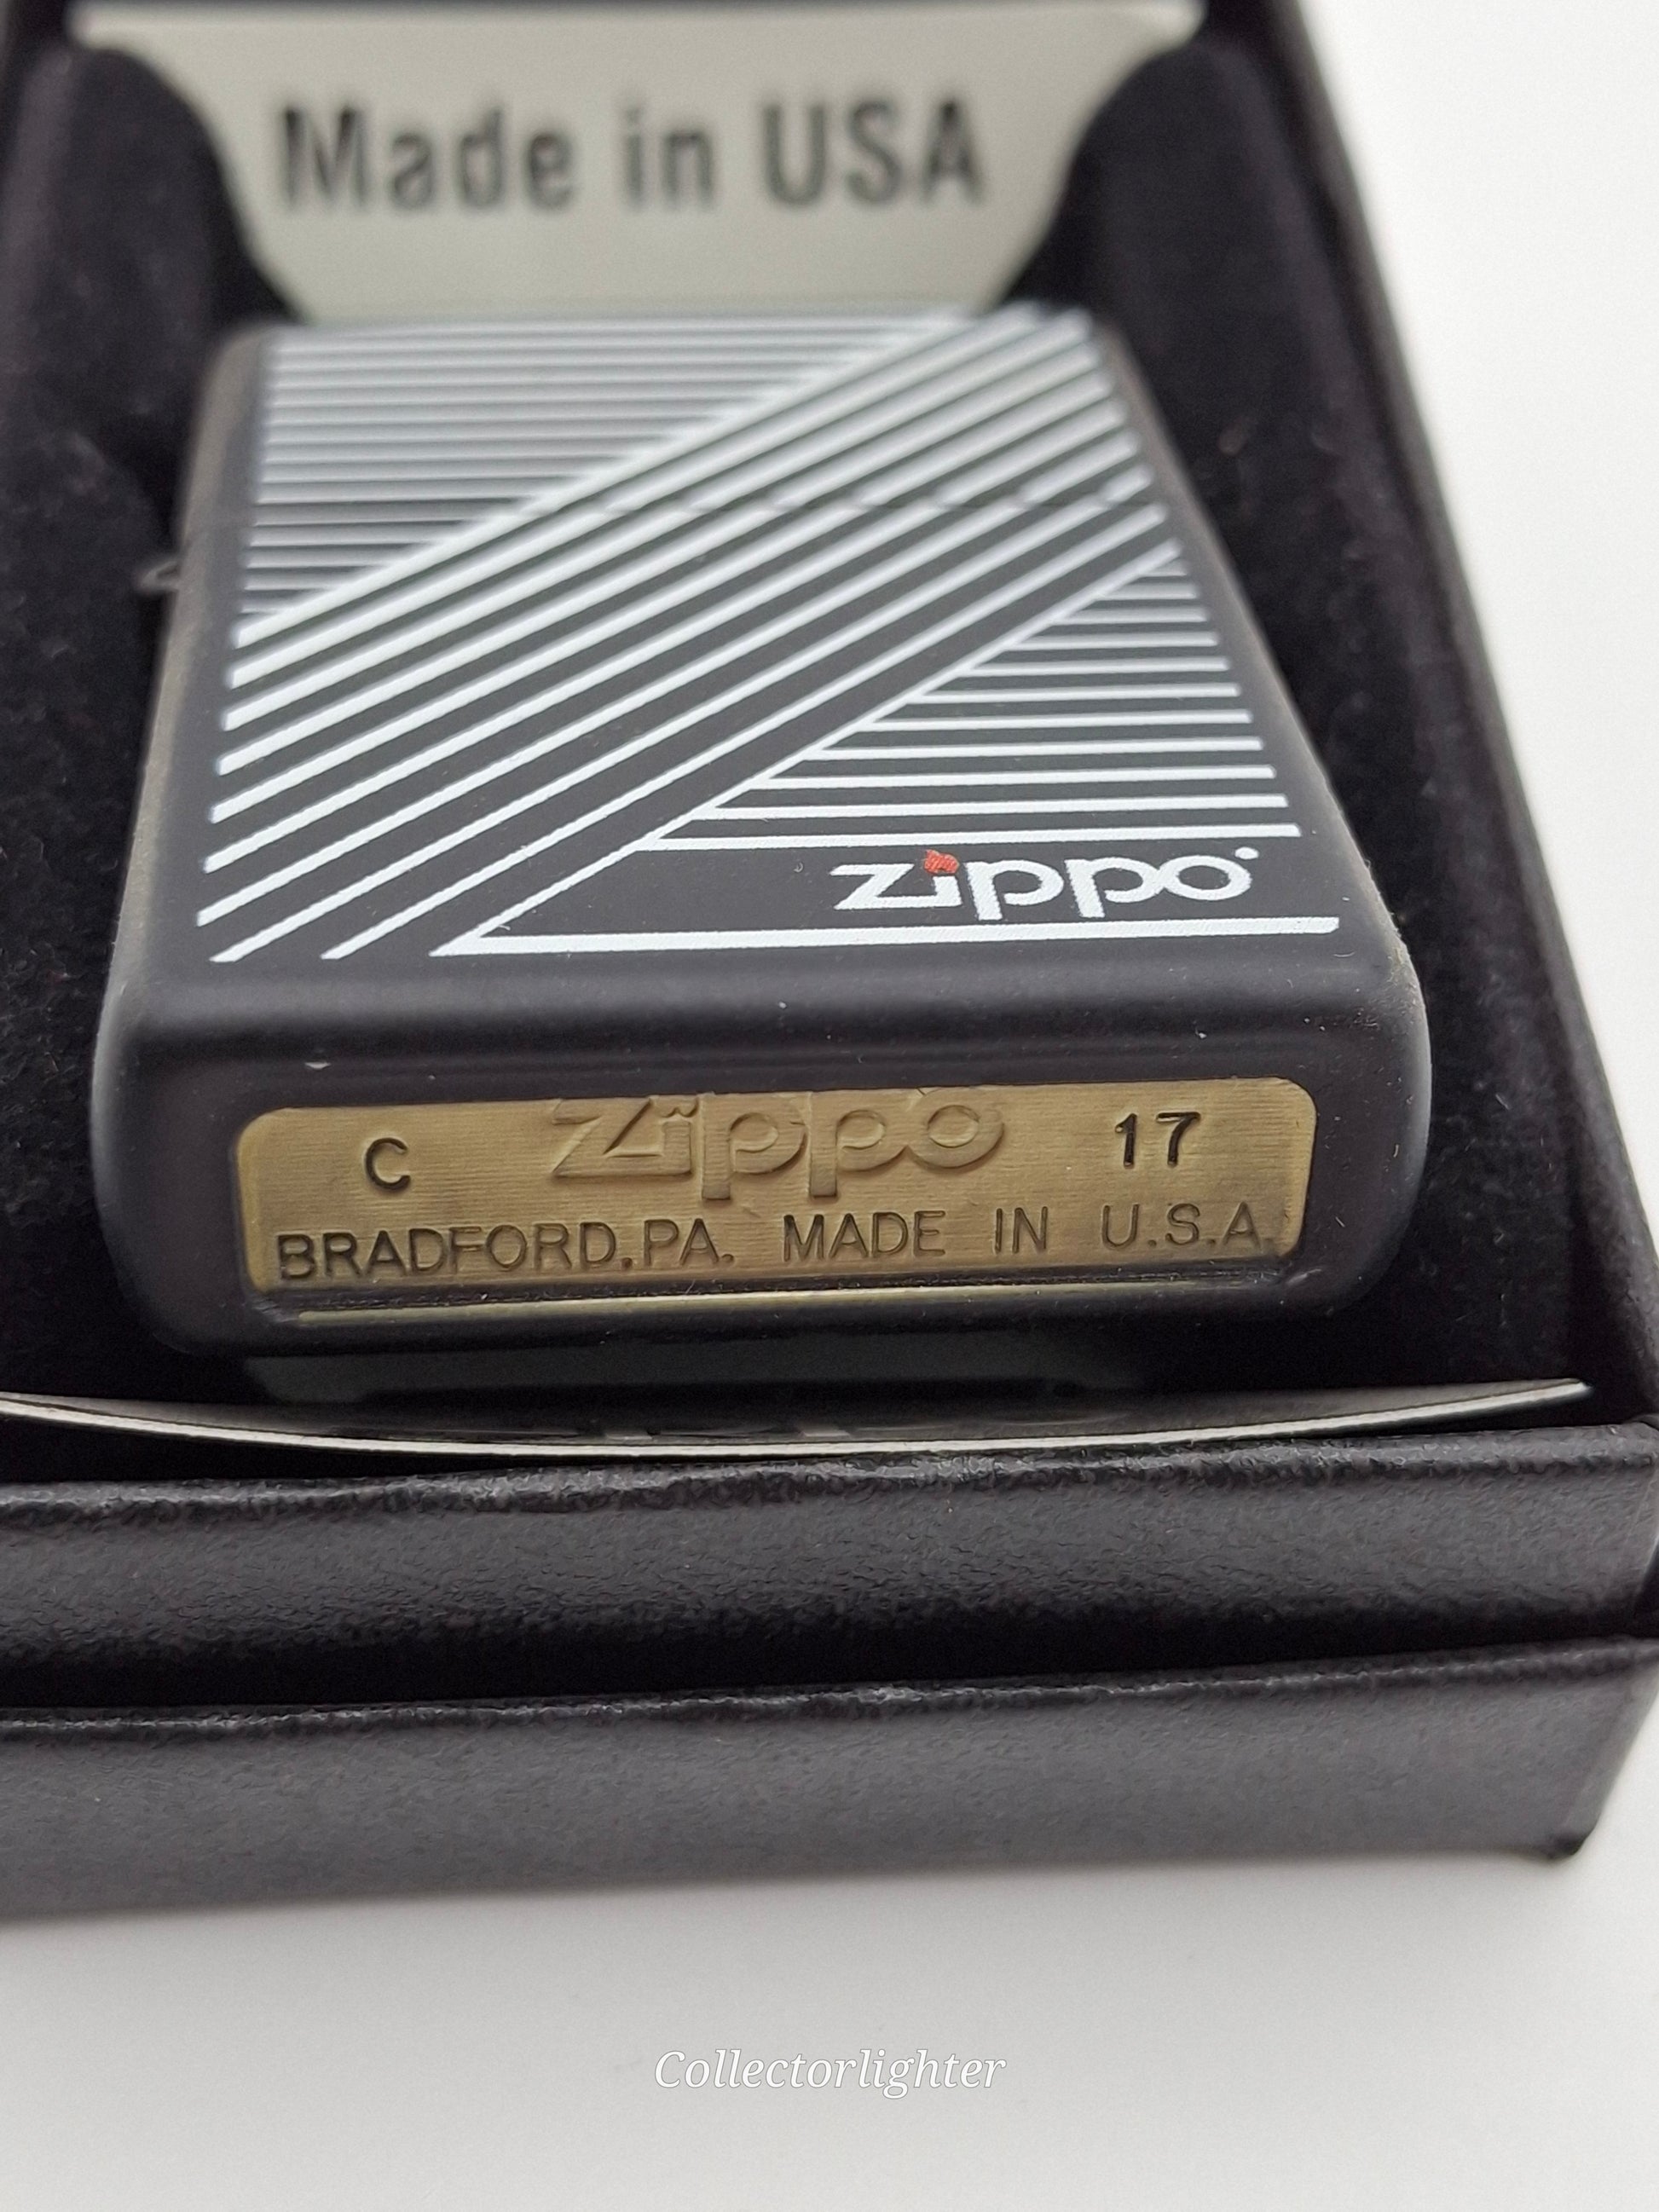 Made in USA
zippo
C Zippo 17
BRADFORD.PA. MADE IN U.S.A.
Collectorlighter